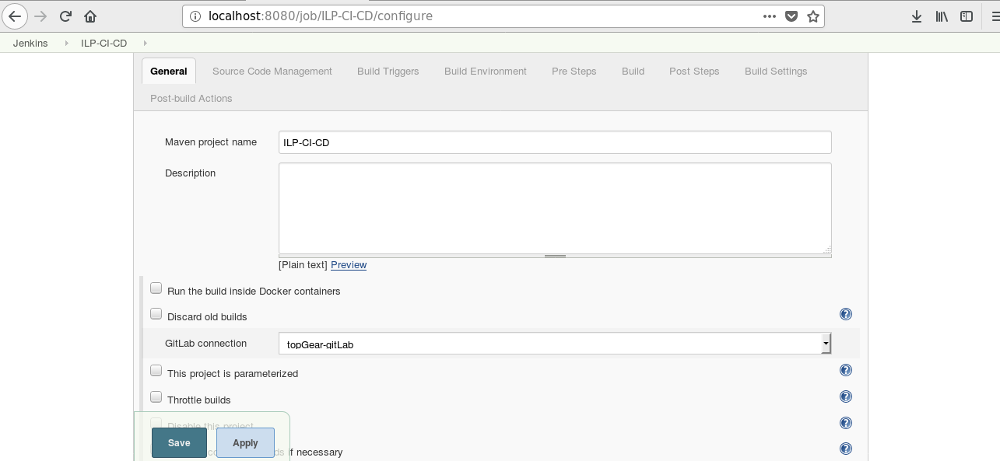 localhost:8080/job/ILP-CI-CD/configure
Jenkins ILP-CI-CD
General Source Code Management Build Triggers Build Environment Pre Steps Build Post Steps Build Settings
Post-build Actions
Maven project name ILP-CI-CD
Description
[Plain text] Preview
Run the build inside Docker containers
Discard old builds
GitLab connection topGear-gitLab
This project is parameterized
Throttle builds
Disable this project
Save Apply
if necessary